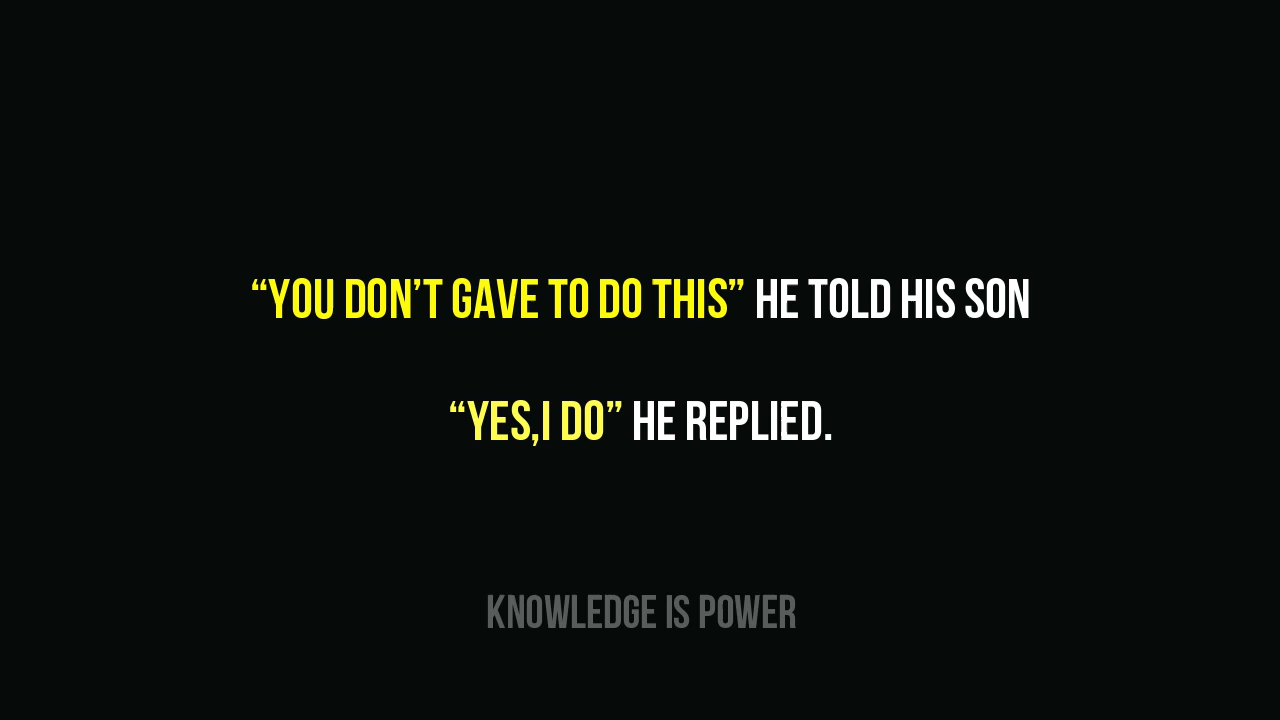 “YOU DON’T GAVE TO DO THIS” HE TOLD HIS SON
“YES,I DO” HE REPLIED.
KNOWLEDGE IS POWER